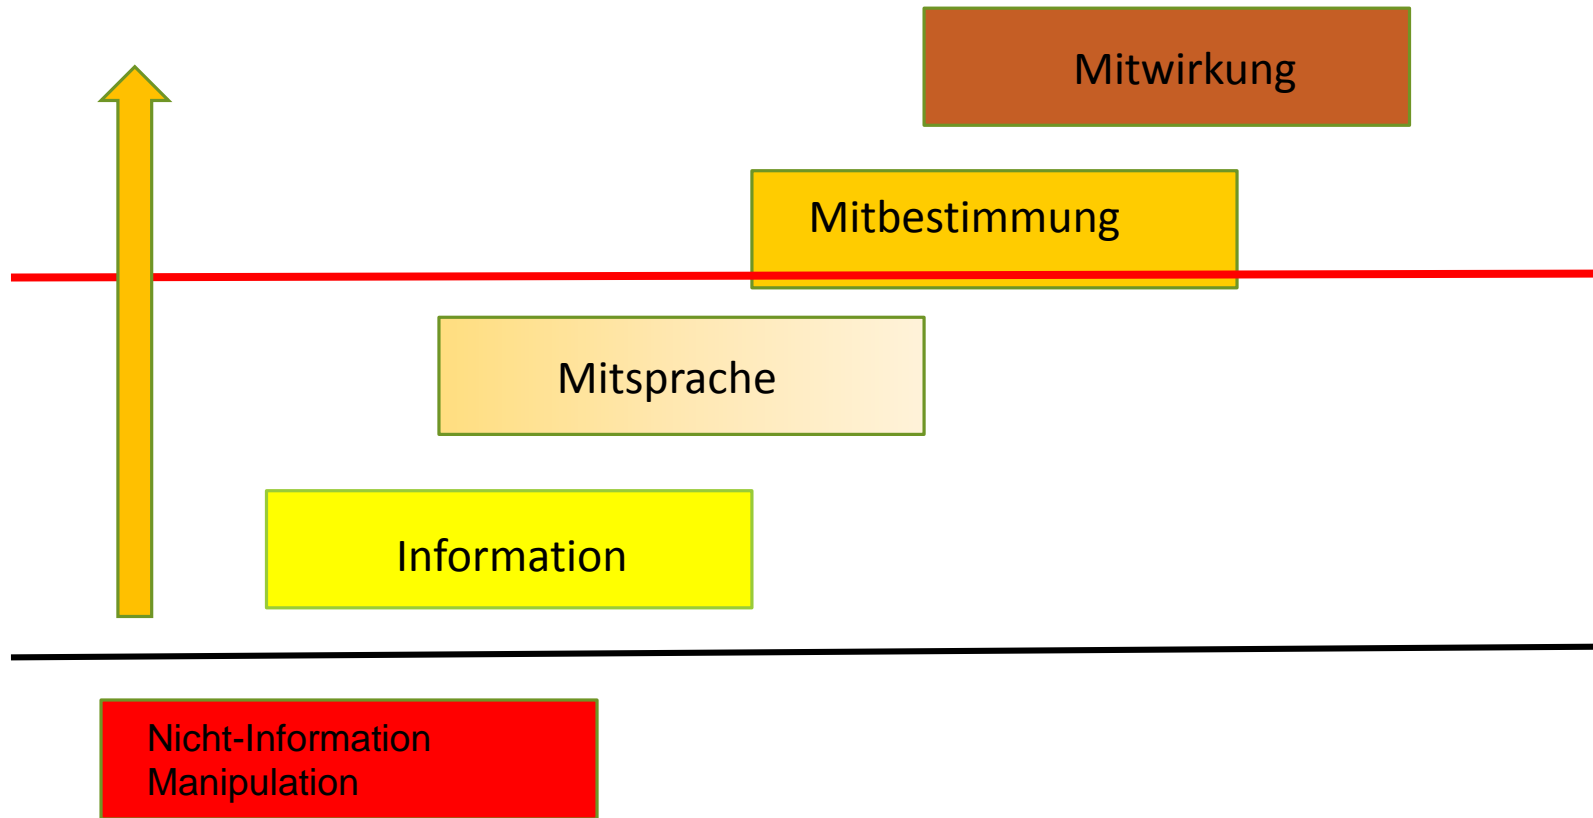 Mitwirkung
Mitbestimmung
Mitsprache
Information
Nicht-Information
Manipulation